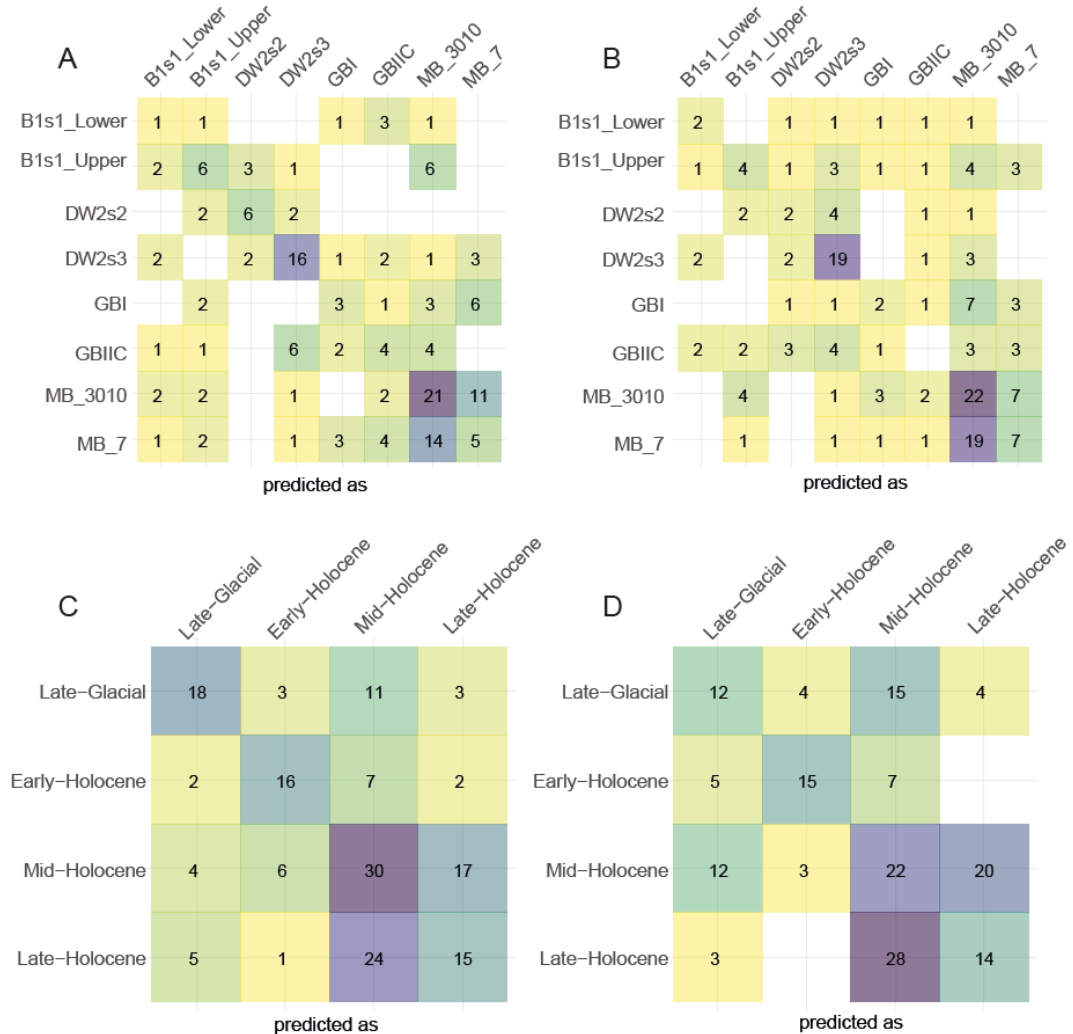 A
B1s1_Lower B1s1_Upper DW2s2 DW2s3 GBI GBIIC MB_3010 MB_7
B1s1_Lower 1 1 1 3 1
B1s1_Upper 2 6 3 1 6
DW2s2 2 6 2
DW2s3 2 2 16 1 2 1 3
GBI 2 3 1 3 6
GBIIC 1 1 6 2 4 4
MB_3010 2 2 1 2 21 11
MB_7 1 2 1 3 4 14 5
predicted as
B
B1s1_Lower B1s1_Upper DW2s2 DW2s3 GBI GBIIC MB_3010 MB_7
B1s1_Lower 2 1 1 1 1 1
B1s1_Upper 1 4 1 3 1 1 4 3
DW2s2 2 2 4 1 1
DW2s3 2 2 19 1 3
GBI 1 1 2 1 7 3
GBIIC 2 2 3 4 1 3 3
MB_3010 4 1 3 2 22 7
MB_7 1 1 1 1 19 7
predicted as
C
Late-Glacial Early-Holocene Mid-Holocene Late-Holocene
Late-Glacial 18 3 11 3
Early-Holocene 2 16 7 2
Mid-Holocene 4 6 30 17
Late-Holocene 5 1 24 15
predicted as
D
Late-Glacial Early-Holocene Mid-Holocene Late-Holocene
Late-Glacial 12 4 15 4
Early-Holocene 5 15 7
Mid-Holocene 12 3 22 20
Late-Holocene 3 28 14
predicted as